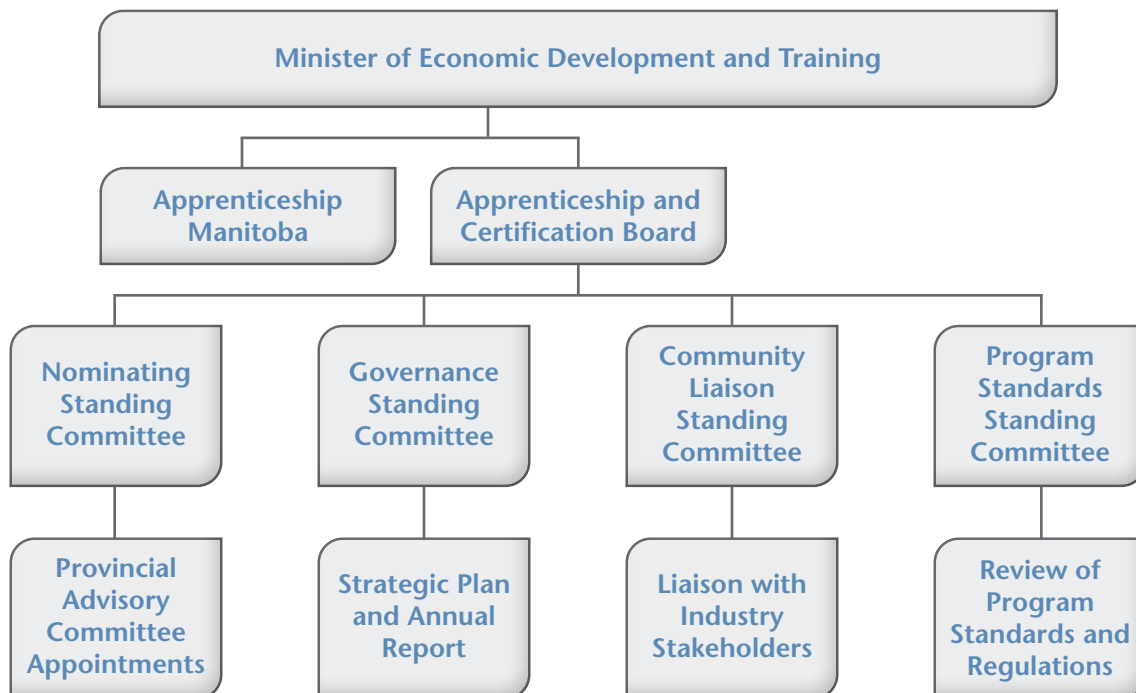 Minister of Economic Development and Training
Apprenticeship
Manitoba
Apprenticeship and
Certification Board
Nominating
Standing
Committee
Governance
Standing
Committee
Community
Liaison
Standing
Committee
Program
Standards
Standing
Committee
Provincial
Advisory
Committee
Appointments
Strategic Plan
and Annual
Report
Liaison with
Industry
Stakeholders
Review of
Program
Standards and
Regulations